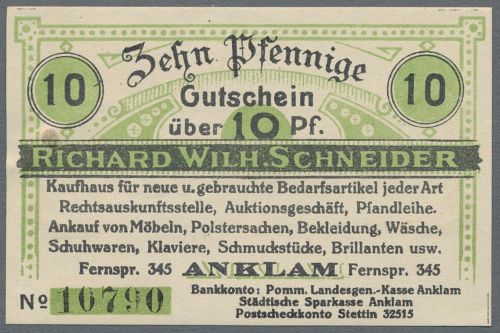 Zehn Pfennige
10 10
Gutschein
über 10 Pf.
RICHARD WILH. SCHNEIDER
Kaufhaus für neue u. gebrauchte Bedarfsartikel jeder Art
Rechtsauskunftsstelle, Auktionsgeschäft, Pfandleihe.
Ankauf von Möbeln, Polstersachen, Bekleidung, Wäsche,
Schuhwaren, Klaviere, Schmuckstücke, Brillanten usw.
Fernspr. 345 ANKLAM Fernspr. 345
No 10790
Bankkonto: Pomm. Landesgen.-Kasse Anklam
Städtische Sparkasse Anklam
Postscheckkonto Stettin 32515